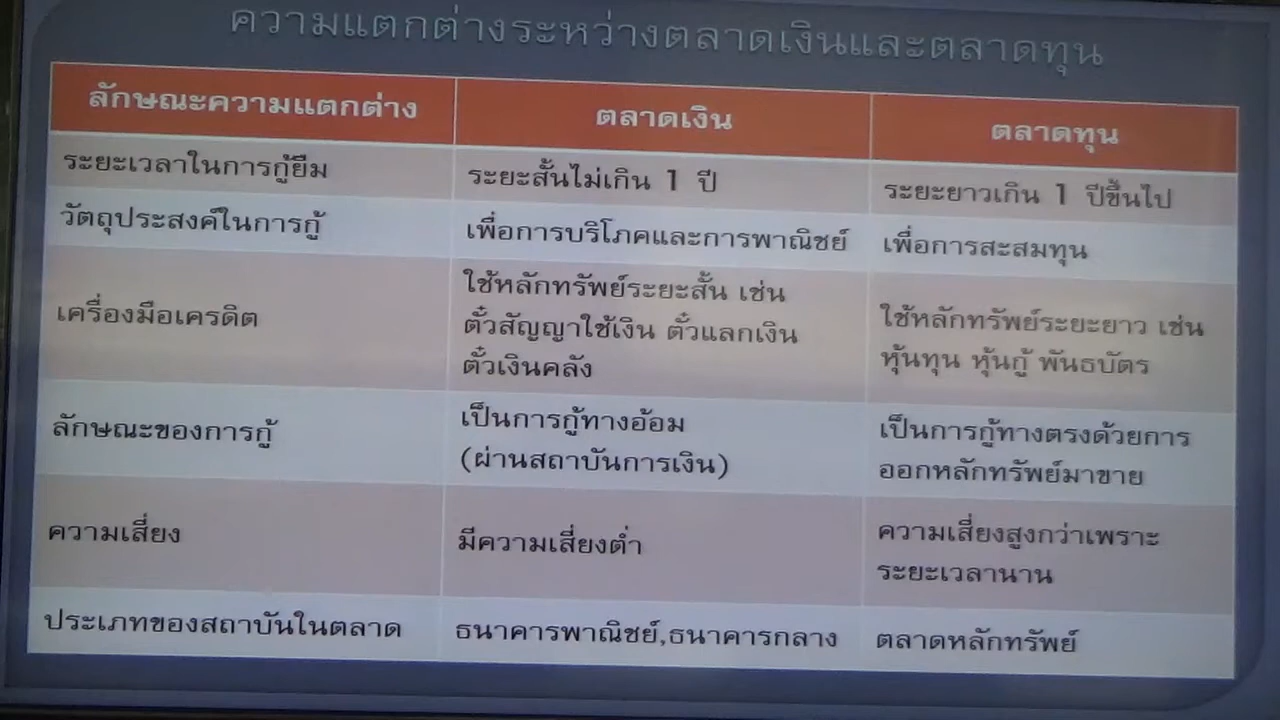 ความแตกต่างระหว่างตลาดเงินและตลาดทุน
ลักษณะความแตกต่าง
ตลาดเงิน
ตลาดทุน
ระยะเวลาในการกู้ยืม
ระยะสั้นไม่เกิน 1 ปี
ระยะยาวเกิน 1 ปีขึ้นไป
วัตถุประสงค์ในการกู้
เพื่อการบริโภคและการพาณิชย์
เพื่อการสะสมทุน
เครื่องมือเครดิต
ใช้หลักทรัพย์ระยะสั้น เช่น
ตั๋วสัญญาใช้เงิน ตั๋วแลกเงิน
ตั๋วเงินคลัง
ใช้หลักทรัพย์ระยะยาว เช่น
หุ้นทุน หุ้นกู้ พันธบัตร
ลักษณะของการกู้
เป็นการกู้ทางอ้อม
(ผ่านสถาบันการเงิน)
เป็นการกู้ทางตรงด้วยการ
ออกหลักทรัพย์มาขาย
ความเสี่ยง
มีความเสี่ยงต่ำ
ความเสี่ยงสูงกว่าเพราะ
ระยะเวลานาน
ประเภทของสถาบันในตลาด
ธนาคารพาณิชย์,ธนาคารกลาง
ตลาดหลักทรัพย์